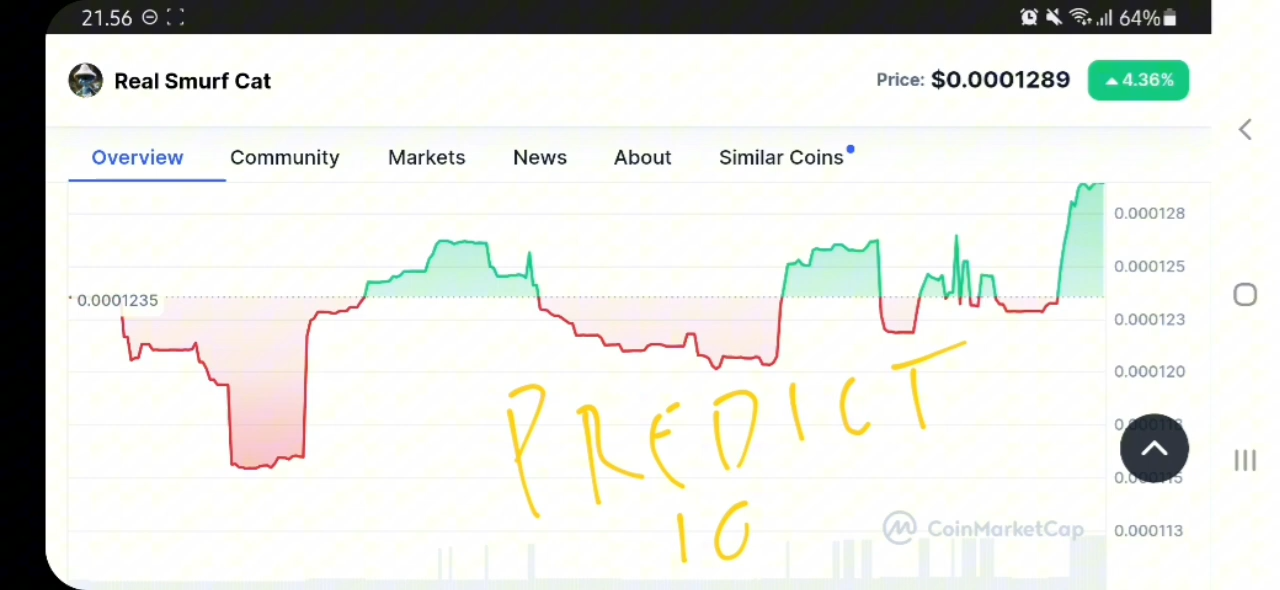 21.56
64%
Real Smurf Cat
Price: $0.0001289
4.36%
Overview
Community
Markets
News
About
Similar Coins
0.0001235
0.000128
0.000125
0.000123
0.000120
0.000113
PREDICT
10
CoinMarketCap